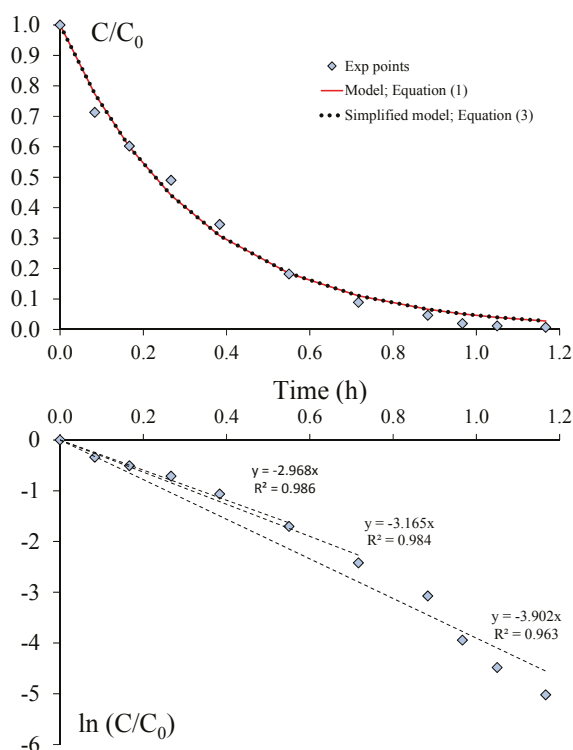 C/C0
1.0
0.9
0.8
0.7
0.6
0.5
0.4
0.3
0.2
0.1
0.0
Exp points
Model; Equation (1)
Simplified model; Equation (3)
0.0 0.2 0.4 0.6 0.8 1.0 1.2
Time (h)
0.0 0.2 0.4 0.6 0.8 1.0 1.2
0
-1
-2
-3
-4
-5
-6
y = -2.968x
R² = 0.986
y = -3.165x
R² = 0.984
y = -3.902x
R² = 0.963
ln (C/C0)